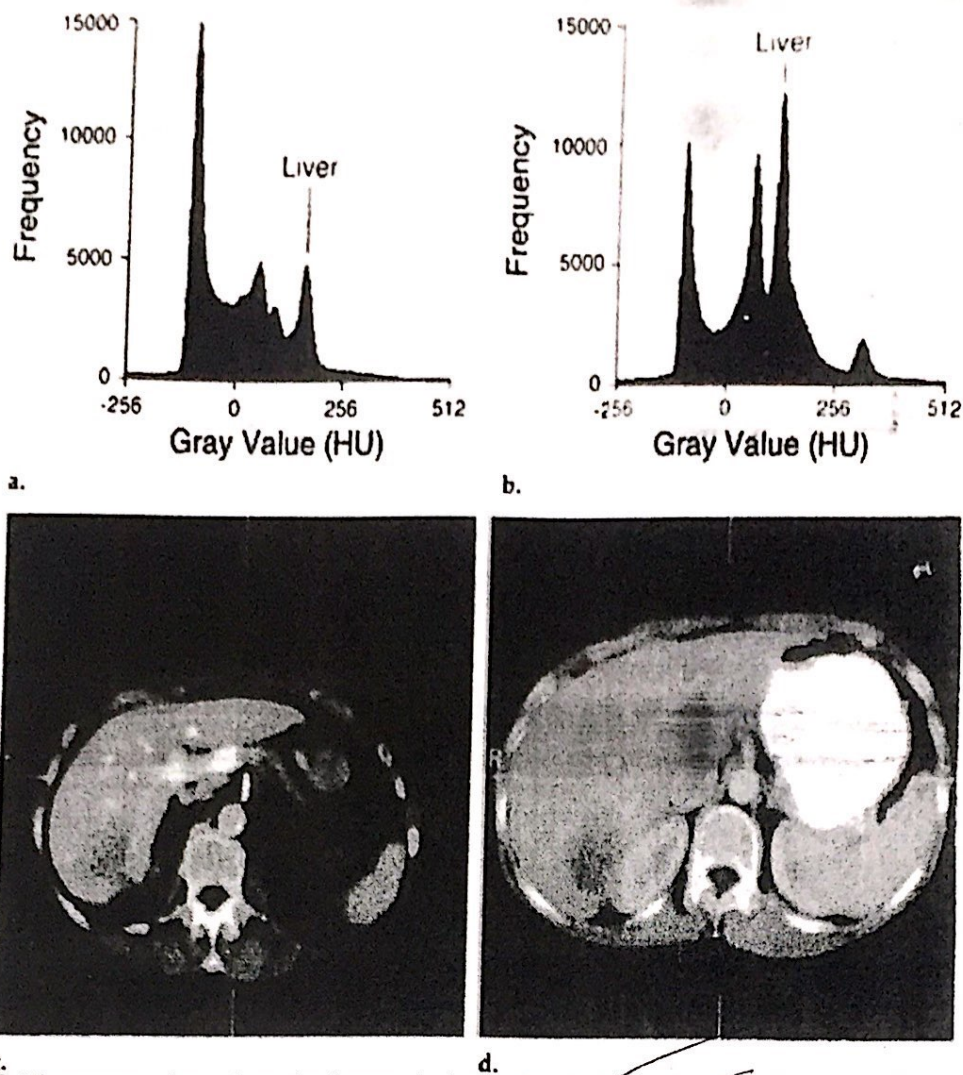 15000
10000
5000
0
Frequency
Liver
-256
0
256
512
Gray Value (HU)
a.
15000
10000
5000
0
Frequency
Liver
-256
0
256
512
Gray Value (HU)
b.
R
d.